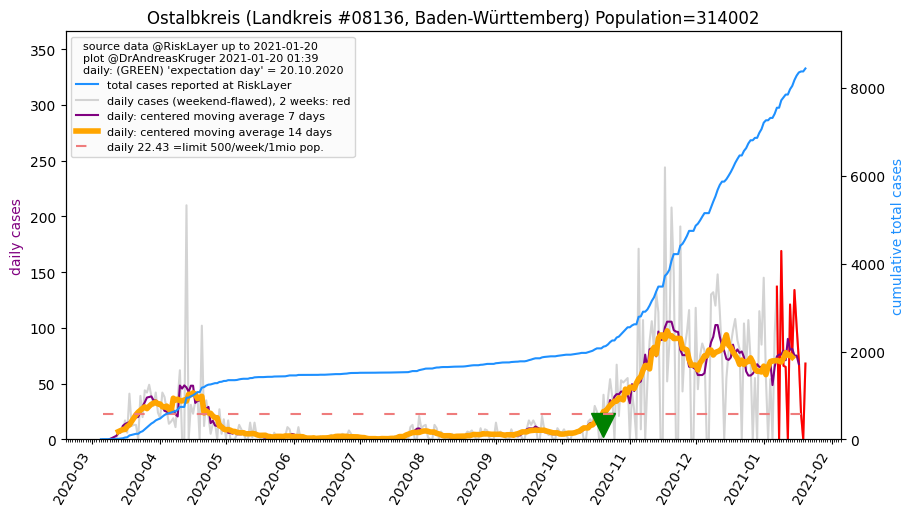 Ostalbkreis (Landkreis #08136, Baden-Württemberg) Population=314002
source data @RiskLayer up to 2021-01-20
plot @DrAndreasKruger 2021-01-20 01:39
daily: (GREEN) 'expectation day' = 20.10.2020
total cases reported at RiskLayer
daily cases (weekend-flawed), 2 weeks: red
daily: centered moving average 7 days
daily: centered moving average 14 days
daily 22.43 =limit 500/week/1mio pop.
daily cases
350
300
250
200
150
100
50
0
cumulative total cases
8000
6000
4000
2000
0
2020-03
2020-04
2020-05
2020-06
2020-07
2020-08
2020-09
2020-10
2020-11
2020-12
2021-01
2021-02